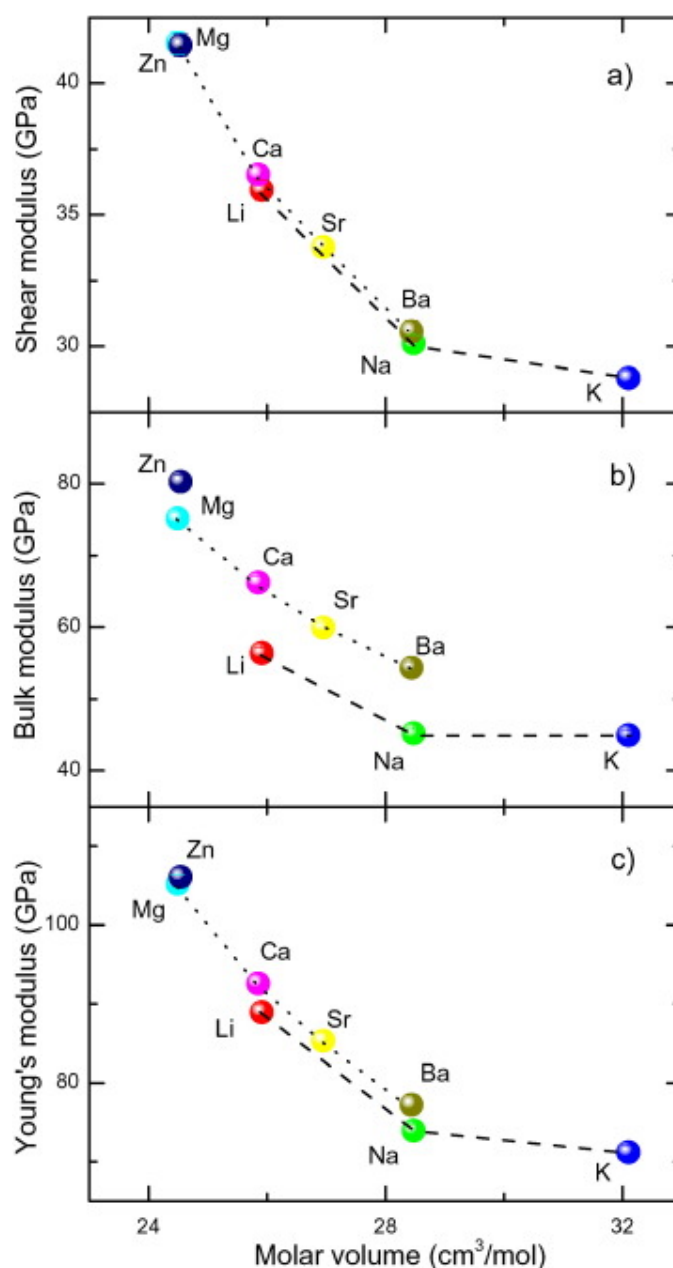 a)
Mg
Zn
40
Ca
35
Li
Sr
Ba
30
Na
K
Shear modulus (GPa)
b)
Zn
80
Mg
Ca
Sr
60
Li
Ba
Na
K
40
Bulk modulus (GPa)
c)
Zn
Mg
100
Ca
Li
Sr
80
Ba
Na
K
Young's modulus (GPa)
24 28 32
Molar volume (cm³/mol)